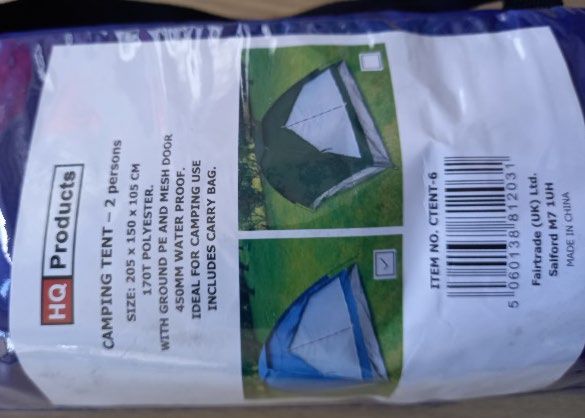 HQ Products
CAMPING TENT – 2 persons
SIZE: 205 x 150 x 105 CM
170T POLYESTER.
WITH GROUND PE AND MESH DOOR
450MM WATER PROOF.
IDEAL FOR CAMPING USE
INCLUDES CARRY BAG.
ITEM NO. CTENT-6
5 060138 812031
Fairtrade (UK) Ltd.
Salford M7 1UH
MADE IN CHINA